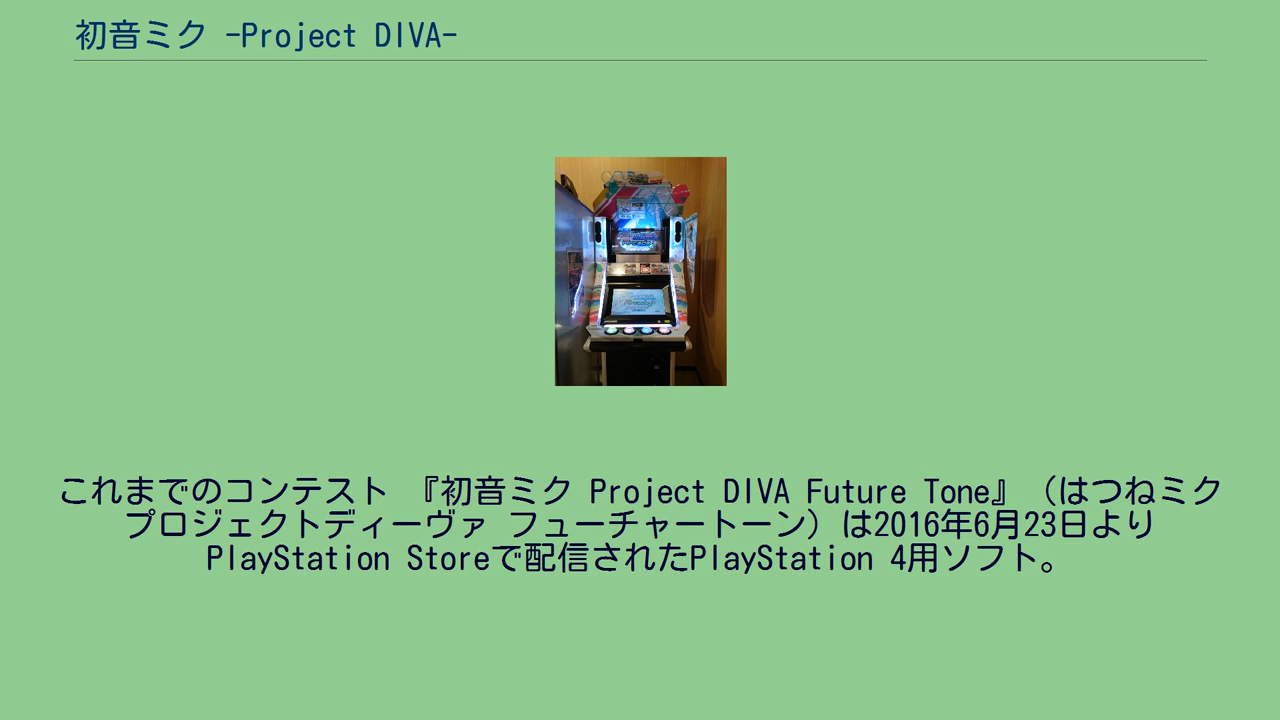 初音ミク -Project DIVA-
これまでのコンテスト 『初音ミク Project DIVA Future Tone』（はつねミク
プロジェクトディーヴァ フューチャートーン）は2016年6月23日より
PlayStation Storeで配信されたPlayStation 4用ソフト。